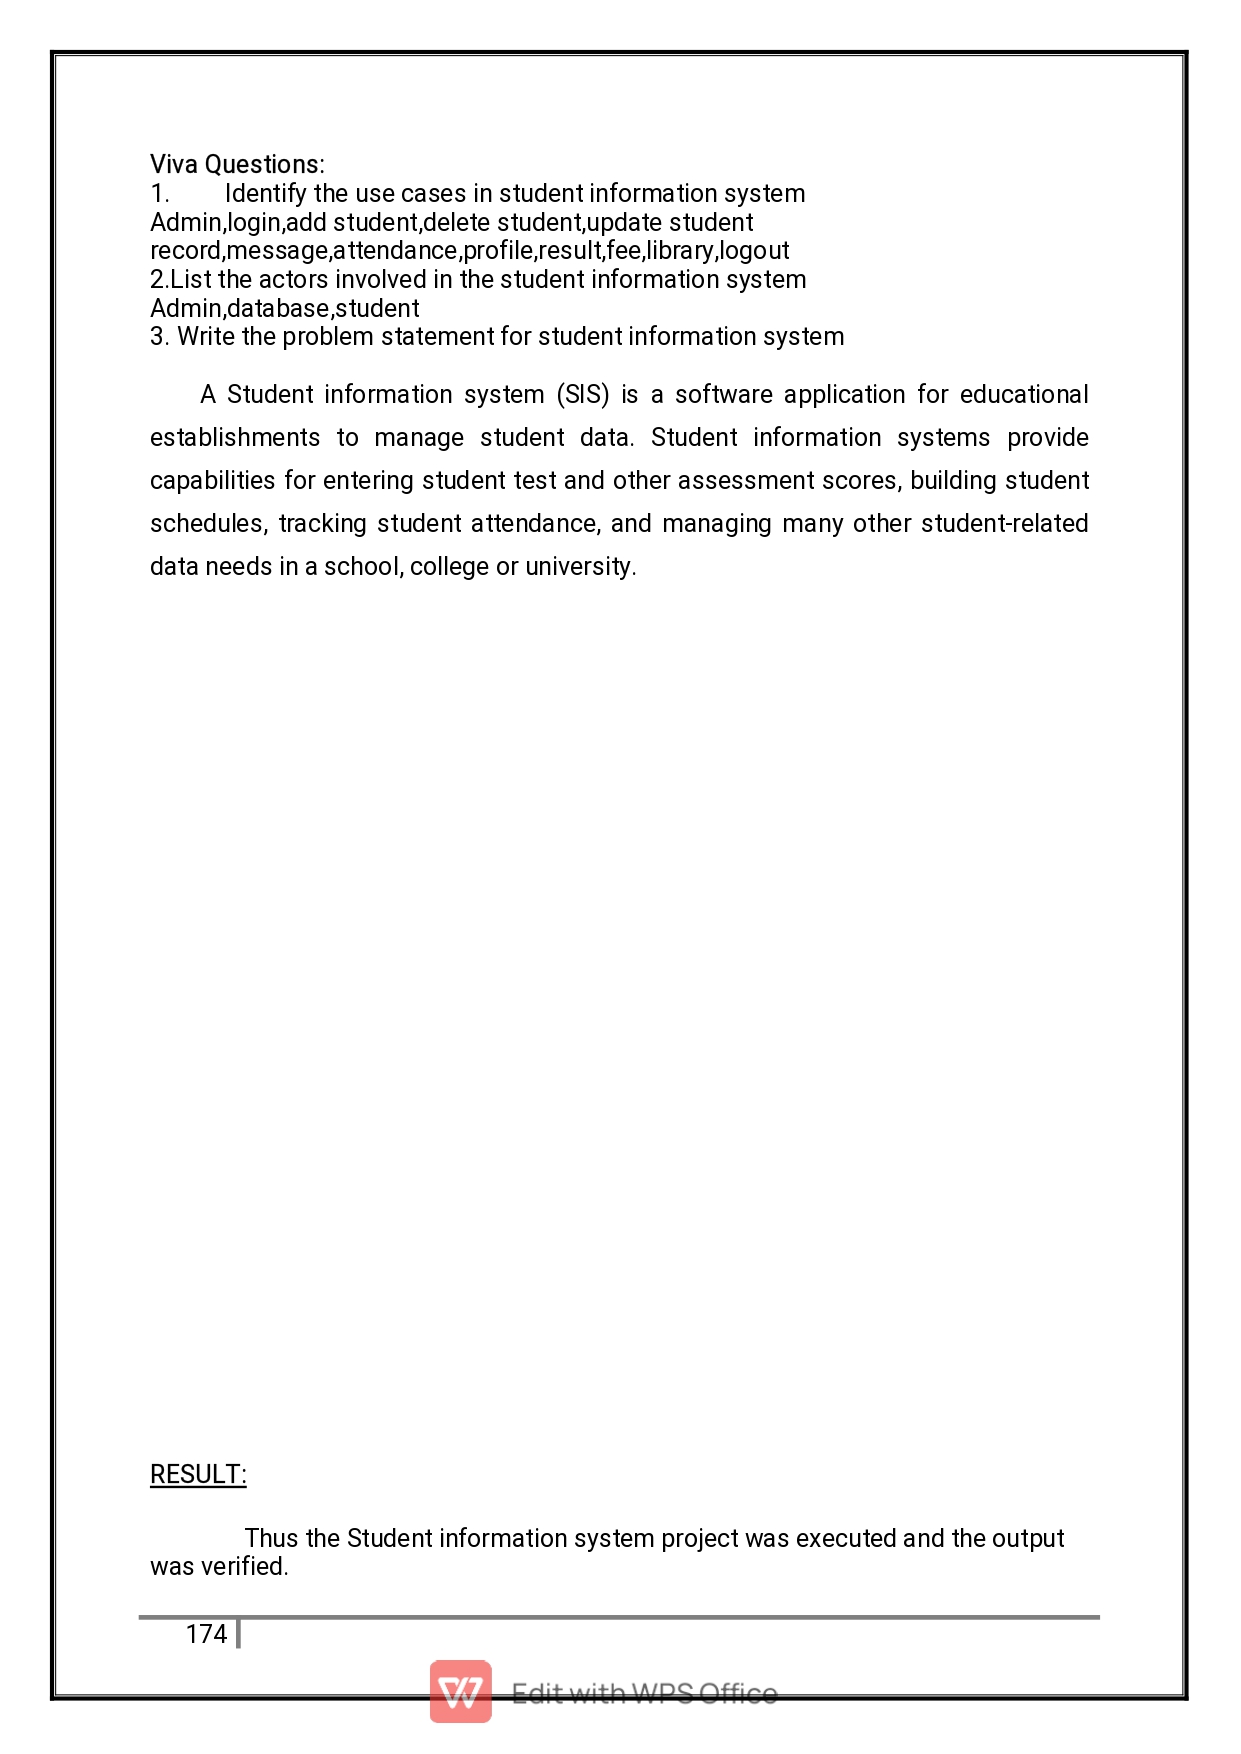 Viva Questions:
1. Identify the use cases in student information system
Admin,login,add student,delete student,update student
record,message,attendance,profile,result,fee,library,logout
2.List the actors involved in the student information system
Admin,database,student
3. Write the problem statement for student information system
A Student information system (SIS) is a software application for educational
establishments to manage student data. Student information systems provide
capabilities for entering student test and other assessment scores, building student
schedules, tracking student attendance, and managing many other student-related
data needs in a school, college or university.
RESULT:
Thus the Student information system project was executed and the output
was verified.
174
Edit with WPS Office